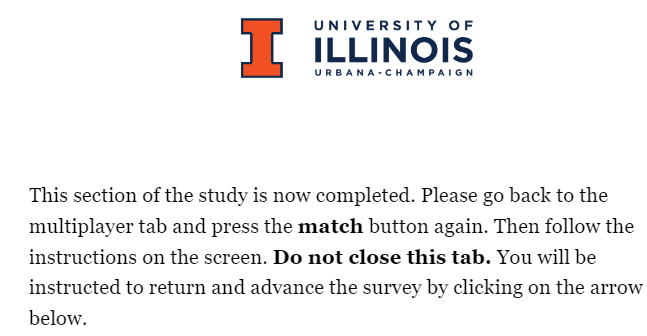 UNIVERSITY OF
ILLINOIS
URBANA-CHAMPAIGN
This section of the study is now completed. Please go back to the
multiplayer tab and press the match button again. Then follow the
instructions on the screen. Do not close this tab. You will be
instructed to return and advance the survey by clicking on the arrow
below.